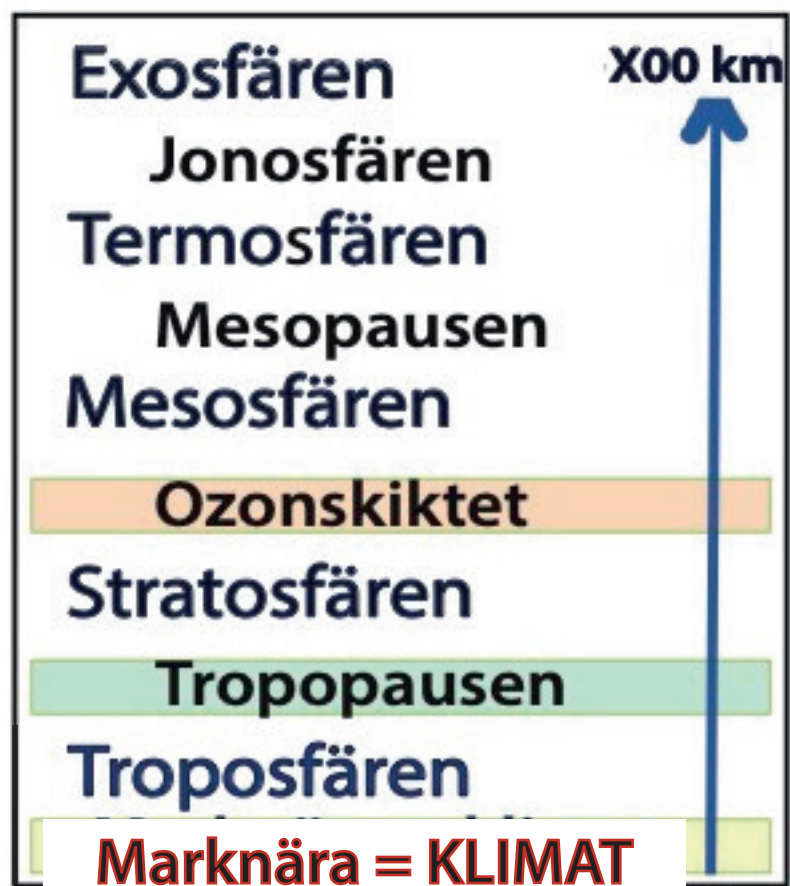 Exosfären
X00 km
Jonosfären
Termosfären
Mesopausen
Mesosfären
Ozonskiktet
Stratosfären
Tropopausen
Troposfären
Marknära = KLIMAT